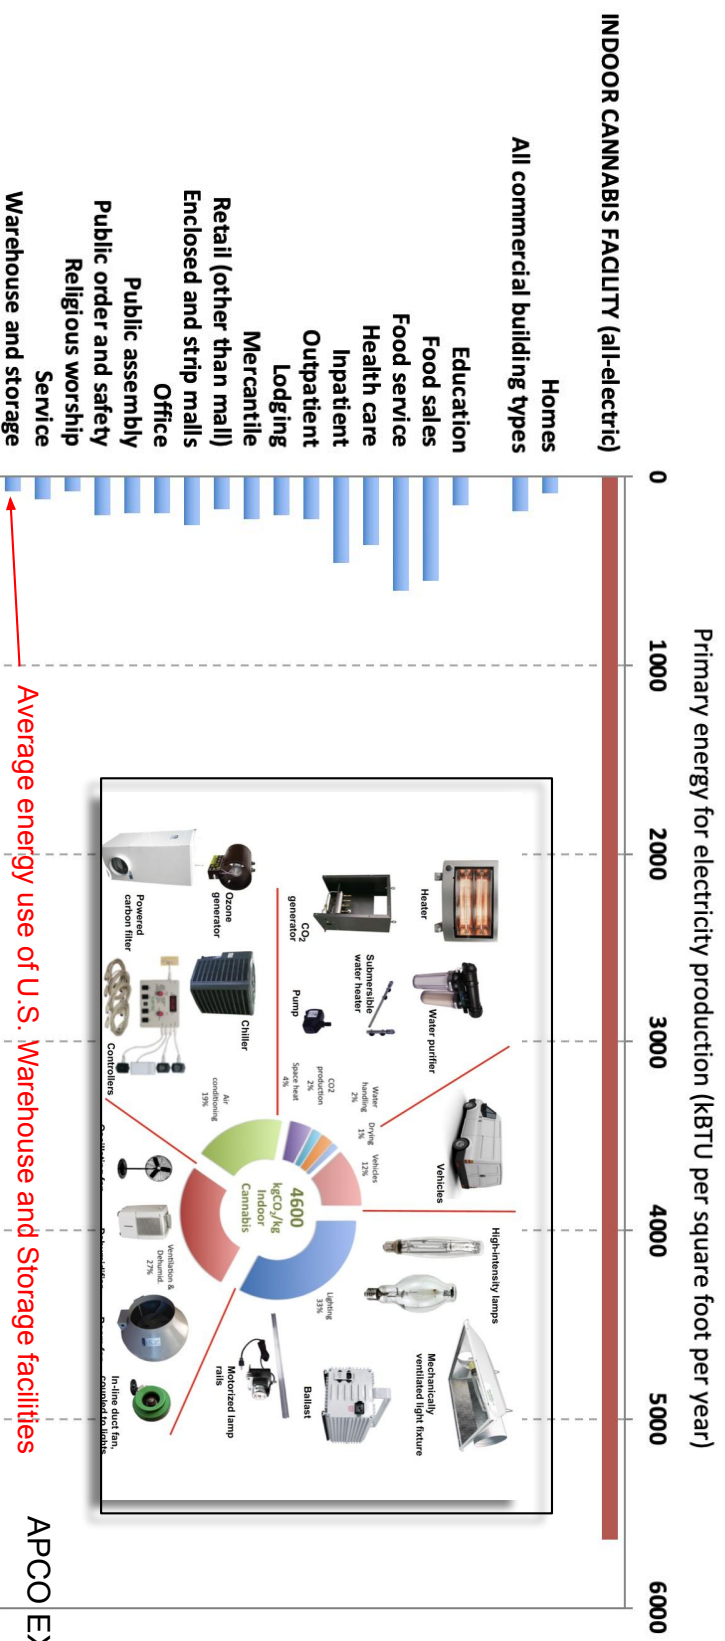 Primary energy for electricity production (kBTU per square foot per year)
0
1000
2000
3000
4000
5000
6000
INDOOR CANNABIS FACILITY (all-electric)
Homes
All commercial building types
Education
Food sales
Food service
Health care
Inpatient
Outpatient
Lodging
Mercantile
Retail (other than mall)
Enclosed and strip malls
Office
Public assembly
Public order and safety
Religious worship
Service
Warehouse and storage
Heater
Water purifier
Vehicles
High-intensity lamps
Mechanically
ventilated light fixture
CO2
generator
Submersible
water heater
Pump
Water
handling
2%
Drying
1%
Vehicles
12%
CO2
production
2%
Space heat
4%
Air
conditioning
19%
4600
kgCO2/kg
Indoor
Cannabis
Lighting
33%
Ventilation &
Dehumid.
27%
Ballast
Motorized lamp
rails
Ozone
generator
Powered
carbon filter
Chiller
Controllers
In-line duct fan,
coupled to lights
Average energy use of U.S. Warehouse and Storage facilities
APCO